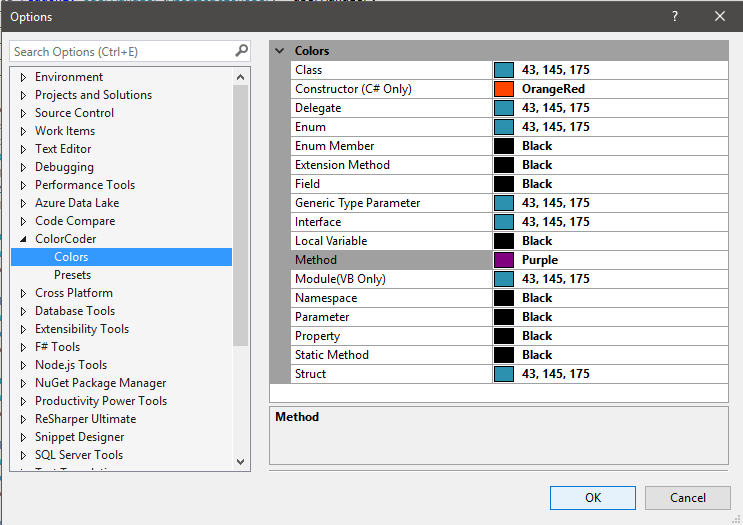 Options
?
Search Options (Ctrl+E)
Environment
Projects and Solutions
Source Control
Work Items
Text Editor
Debugging
Performance Tools
Azure Data Lake
Code Compare
ColorCoder
Colors
Presets
Cross Platform
Database Tools
Extensibility Tools
F# Tools
Node.js Tools
NuGet Package Manager
Productivity Power Tools
ReSharper Ultimate
Snippet Designer
SQL Server Tools
Colors
Class 43, 145, 175
Constructor (C# Only) OrangeRed
Delegate 43, 145, 175
Enum 43, 145, 175
Enum Member Black
Extension Method Black
Field Black
Generic Type Parameter 43, 145, 175
Interface 43, 145, 175
Local Variable Black
Method Purple
Module(VB Only) 43, 145, 175
Namespace Black
Parameter Black
Property Black
Static Method Black
Struct 43, 145, 175
Method
OK Cancel